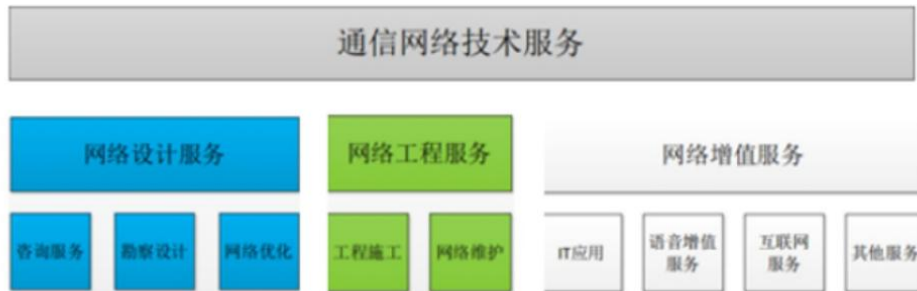 通信网络技术服务
网络设计服务
网络工程服务
网络增值服务
咨询服务
勘察设计
网络优化
工程施工
网络维护
IT应用
语音增值
服务
互联网
服务
其他服务